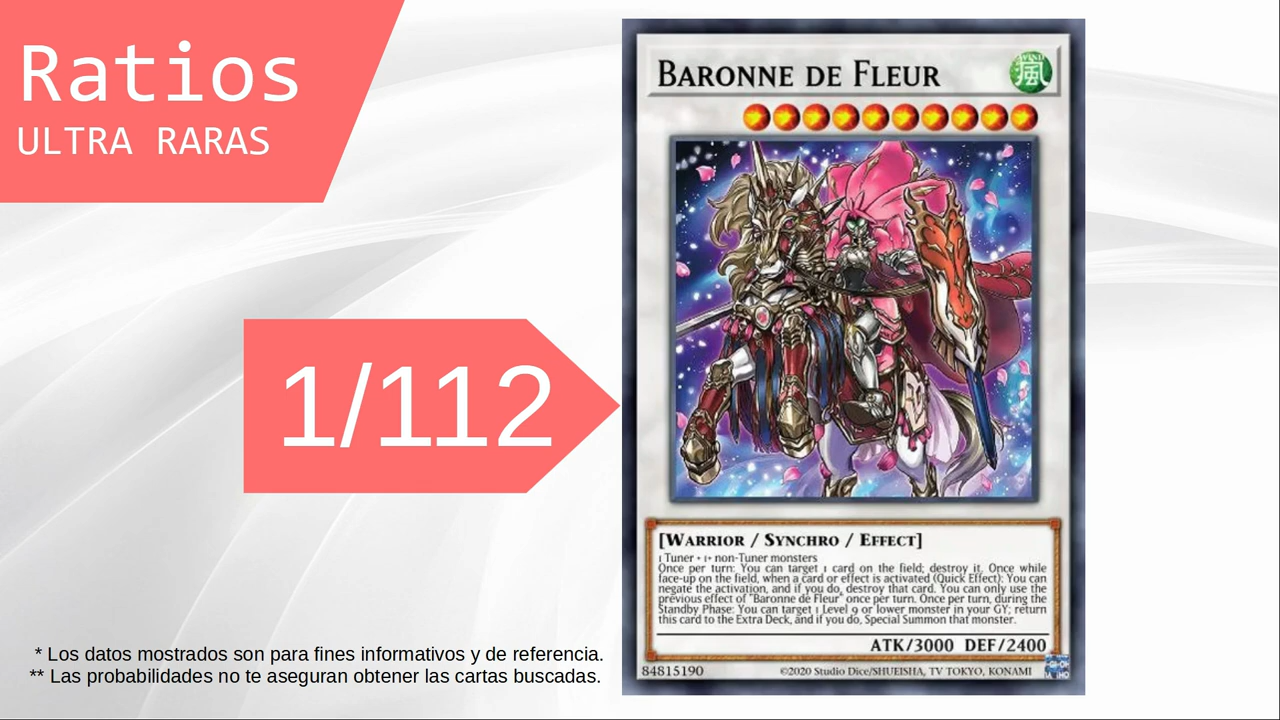 Ratios
ULTRA RARAS
1/112
BARONNE DE FLEUR
WIND
風
[WARRIOR / SYNCHRO / EFFECT]
1 Tuner + 1+ non-Tuner monsters
Once per turn: You can target 1 card on the field; destroy it. Once while
face-up on the field, when a card or effect is activated (Quick Effect): You can
negate the activation, and if you do, destroy that card. You can only use the
previous effect of "Baronne de Fleur" once per turn. Once per turn, during the
Standby Phase: You can target 1 Level 9 or lower monster in your GY; return
this card to the Extra Deck, and if you do, Special Summon that monster.
ATK/3000 DEF/2400
84815190
©2020 Studio Dice/SHUEISHA, TV TOKYO, KONAMI
* Los datos mostrados son para fines informativos y de referencia.
** Las probabilidades no te aseguran obtener las cartas buscadas.